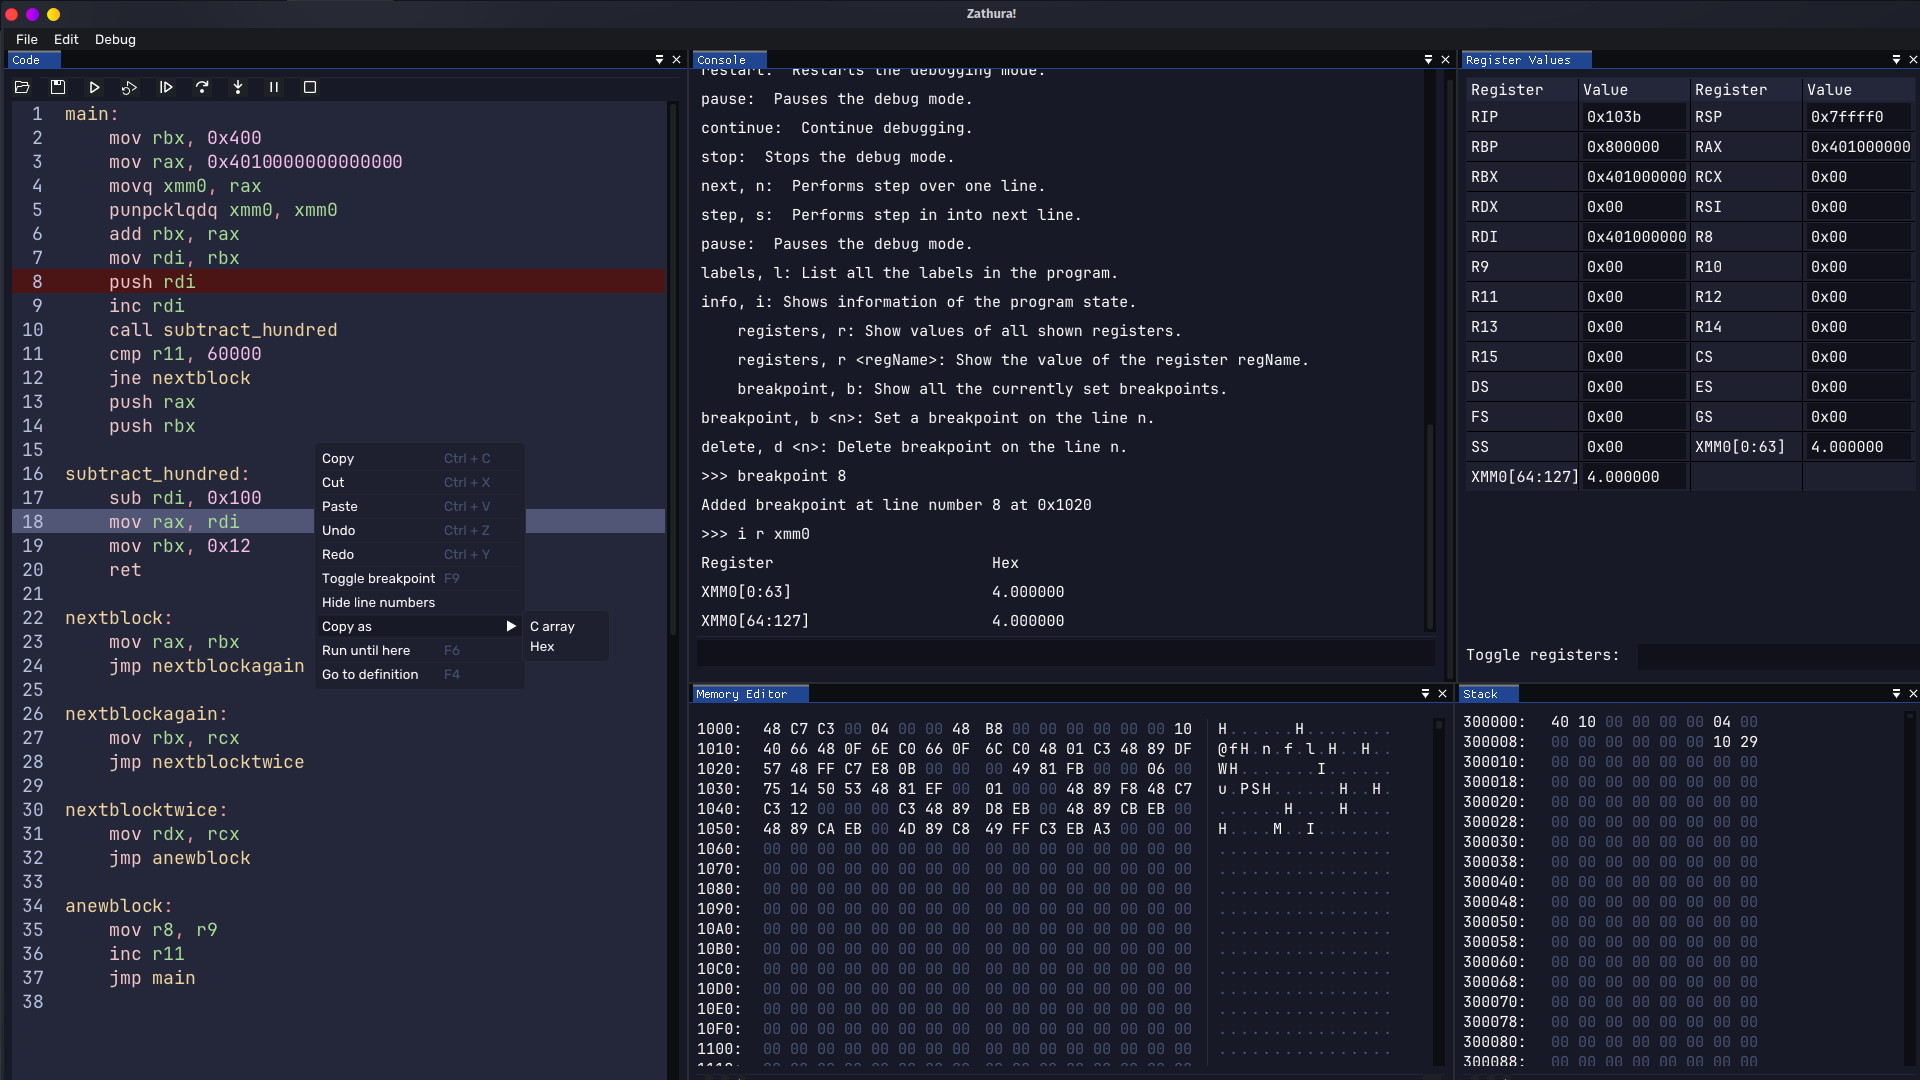 Zathura!
File Edit Debug
Code
1 main:
2 mov rbx, 0x400
3 mov rax, 0x4010000000000000
4 movq xmm0, rax
5 punpcklqdq xmm0, xmm0
6 add rbx, rax
7 mov rdi, rbx
8 push rdi
9 inc rdi
10 call subtract_hundred
11 cmp r11, 60000
12 jne nextblock
13 push rax
14 push rbx
15
16 subtract_hundred:
17 sub rdi, 0x100
18 mov rax, rdi
19 mov rbx, 0x12
20 ret
21
22 nextblock:
23 mov rax, rbx
24 jmp nextblockagain
25
26 nextblockagain:
27 mov rbx, rcx
28 jmp nextblocktwice
29
30 nextblocktwice:
31 mov rdx, rcx
32 jmp anewblock
33
34 anewblock:
35 mov r8, r9
36 inc r11
37 jmp main
38
Copy Ctrl + C
Cut Ctrl + X
Paste Ctrl + V
Undo Ctrl + Z
Redo Ctrl + Y
Toggle breakpoint F9
Hide line numbers
Copy as
Run until here F6
Go to definition F4
C array
Hex
Console
restart: Restarts the debugging mode.
pause: Pauses the debug mode.
continue: Continue debugging.
stop: Stops the debug mode.
next, n: Performs step over one line.
step, s: Performs step in into next line.
pause: Pauses the debug mode.
labels, l: List all the labels in the program.
info, i: Shows information of the program state.
registers, r: Show values of all shown registers.
registers, r <regName>: Show the value of the register regName.
breakpoint, b: Show all the currently set breakpoints.
breakpoint, b <n>: Set a breakpoint on the line n.
delete, d <n>: Delete breakpoint on the line n.
>>> breakpoint 8
Added breakpoint at line number 8 at 0x1020
>>> i r xmm0
Register Hex
XMM0[0:63] 4.000000
XMM0[64:127] 4.000000
Register Values
Register Value Register Value
RIP 0x103b RSP 0x7ffff0
RBP 0x800000 RAX 0x401000000
RBX 0x401000000 RCX 0x00
RDX 0x00 RSI 0x00
RDI 0x401000000 R8 0x00
R9 0x00 R10 0x00
R11 0x00 R12 0x00
R13 0x00 R14 0x00
R15 0x00 CS 0x00
DS 0x00 ES 0x00
FS 0x00 GS 0x00
SS 0x00 XMM0[0:63] 4.000000
XMM0[64:127] 4.000000
Toggle registers:
Memory Editor
1000: 48 C7 C3 00 04 00 00 48 B8 00 00 00 00 00 00 10 H......H........
1010: 40 66 48 0F 6E C0 66 0F 6C C0 48 01 C3 48 89 DF @fH.n.f.l.H..H..
1020: 57 48 FF C7 E8 0B 00 00 00 49 81 FB 00 00 06 00 WH.......I......
1030: 75 14 50 53 48 81 EF 00 01 00 00 48 89 F8 48 C7 u.PSH......H..H.
1040: C3 12 00 00 00 C3 48 89 D8 EB 00 48 89 CB EB 00 ......H....H....
1050: 48 89 CA EB 00 4D 89 C8 49 FF C3 EB A3 00 00 00 H....M..I.......
1060: 00 00 00 00 00 00 00 00 00 00 00 00 00 00 00 00 ................
1070: 00 00 00 00 00 00 00 00 00 00 00 00 00 00 00 00 ................
1080: 00 00 00 00 00 00 00 00 00 00 00 00 00 00 00 00 ................
1090: 00 00 00 00 00 00 00 00 00 00 00 00 00 00 00 00 ................
10A0: 00 00 00 00 00 00 00 00 00 00 00 00 00 00 00 00 ................
10B0: 00 00 00 00 00 00 00 00 00 00 00 00 00 00 00 00 ................
10C0: 00 00 00 00 00 00 00 00 00 00 00 00 00 00 00 00 ................
10D0: 00 00 00 00 00 00 00 00 00 00 00 00 00 00 00 00 ................
10E0: 00 00 00 00 00 00 00 00 00 00 00 00 00 00 00 00 ................
10F0: 00 00 00 00 00 00 00 00 00 00 00 00 00 00 00 00 ................
1100: 00 00 00 00 00 00 00 00 00 00 00 00 00 00 00 00 ................
Stack
300000: 40 10 00 00 00 00 04 00
300008: 00 00 00 00 00 00 10 29
300010: 00 00 00 00 00 00 00 00
300018: 00 00 00 00 00 00 00 00
300020: 00 00 00 00 00 00 00 00
300028: 00 00 00 00 00 00 00 00
300030: 00 00 00 00 00 00 00 00
300038: 00 00 00 00 00 00 00 00
300040: 00 00 00 00 00 00 00 00
300048: 00 00 00 00 00 00 00 00
300050: 00 00 00 00 00 00 00 00
300058: 00 00 00 00 00 00 00 00
300060: 00 00 00 00 00 00 00 00
300068: 00 00 00 00 00 00 00 00
300070: 00 00 00 00 00 00 00 00
300078: 00 00 00 00 00 00 00 00
300080: 00 00 00 00 00 00 00 00
300088: 00 00 00 00 00 00 00 00